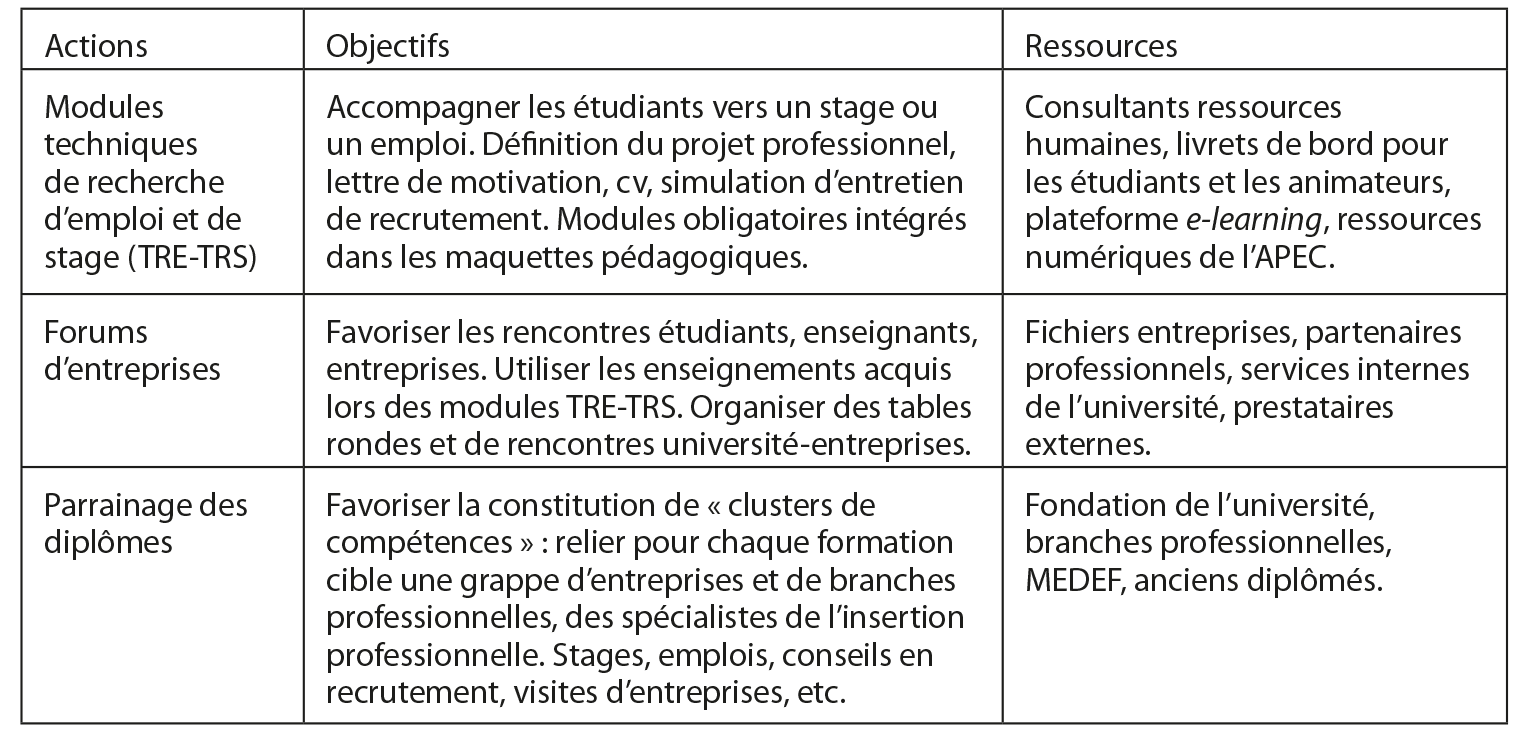 Actions
Objectifs
Ressources
Modules
techniques
de recherche
d’emploi et de
stage (TRE-TRS)
Accompagner les étudiants vers un stage ou
un emploi. Définition du projet professionnel,
lettre de motivation, cv, simulation d’entretien
de recrutement. Modules obligatoires intégrés
dans les maquettes pédagogiques.
Consultants ressources
humaines, livrets de bord pour
les étudiants et les animateurs,
plateforme e-learning, ressources
numériques de l’APEC.
Forums
d’entreprises
Favoriser les rencontres étudiants, enseignants,
entreprises. Utiliser les enseignements acquis
lors des modules TRE-TRS. Organiser des tables
rondes et de rencontres université-entreprises.
Fichiers entreprises, partenaires
professionnels, services internes
de l’université, prestataires
externes.
Parrainage des
diplômes
Favoriser la constitution de « clusters de
compétences » : relier pour chaque formation
cible une grappe d’entreprises et de branches
professionnelles, des spécialistes de l’insertion
professionnelle. Stages, emplois, conseils en
recrutement, visites d’entreprises, etc.
Fondation de l’université,
branches professionnelles,
MEDEF, anciens diplômés.